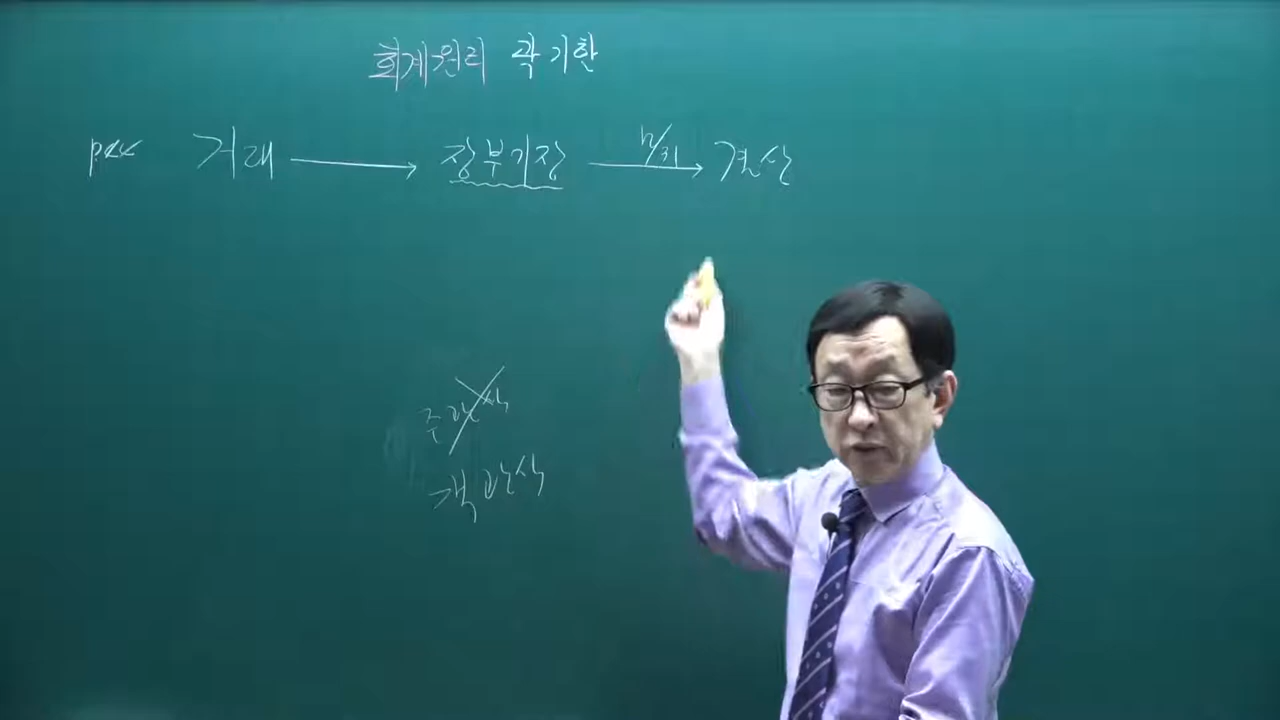 회계원리 곽기한
거래 → 장부기장 12/31 → 결산
주관식
객관식